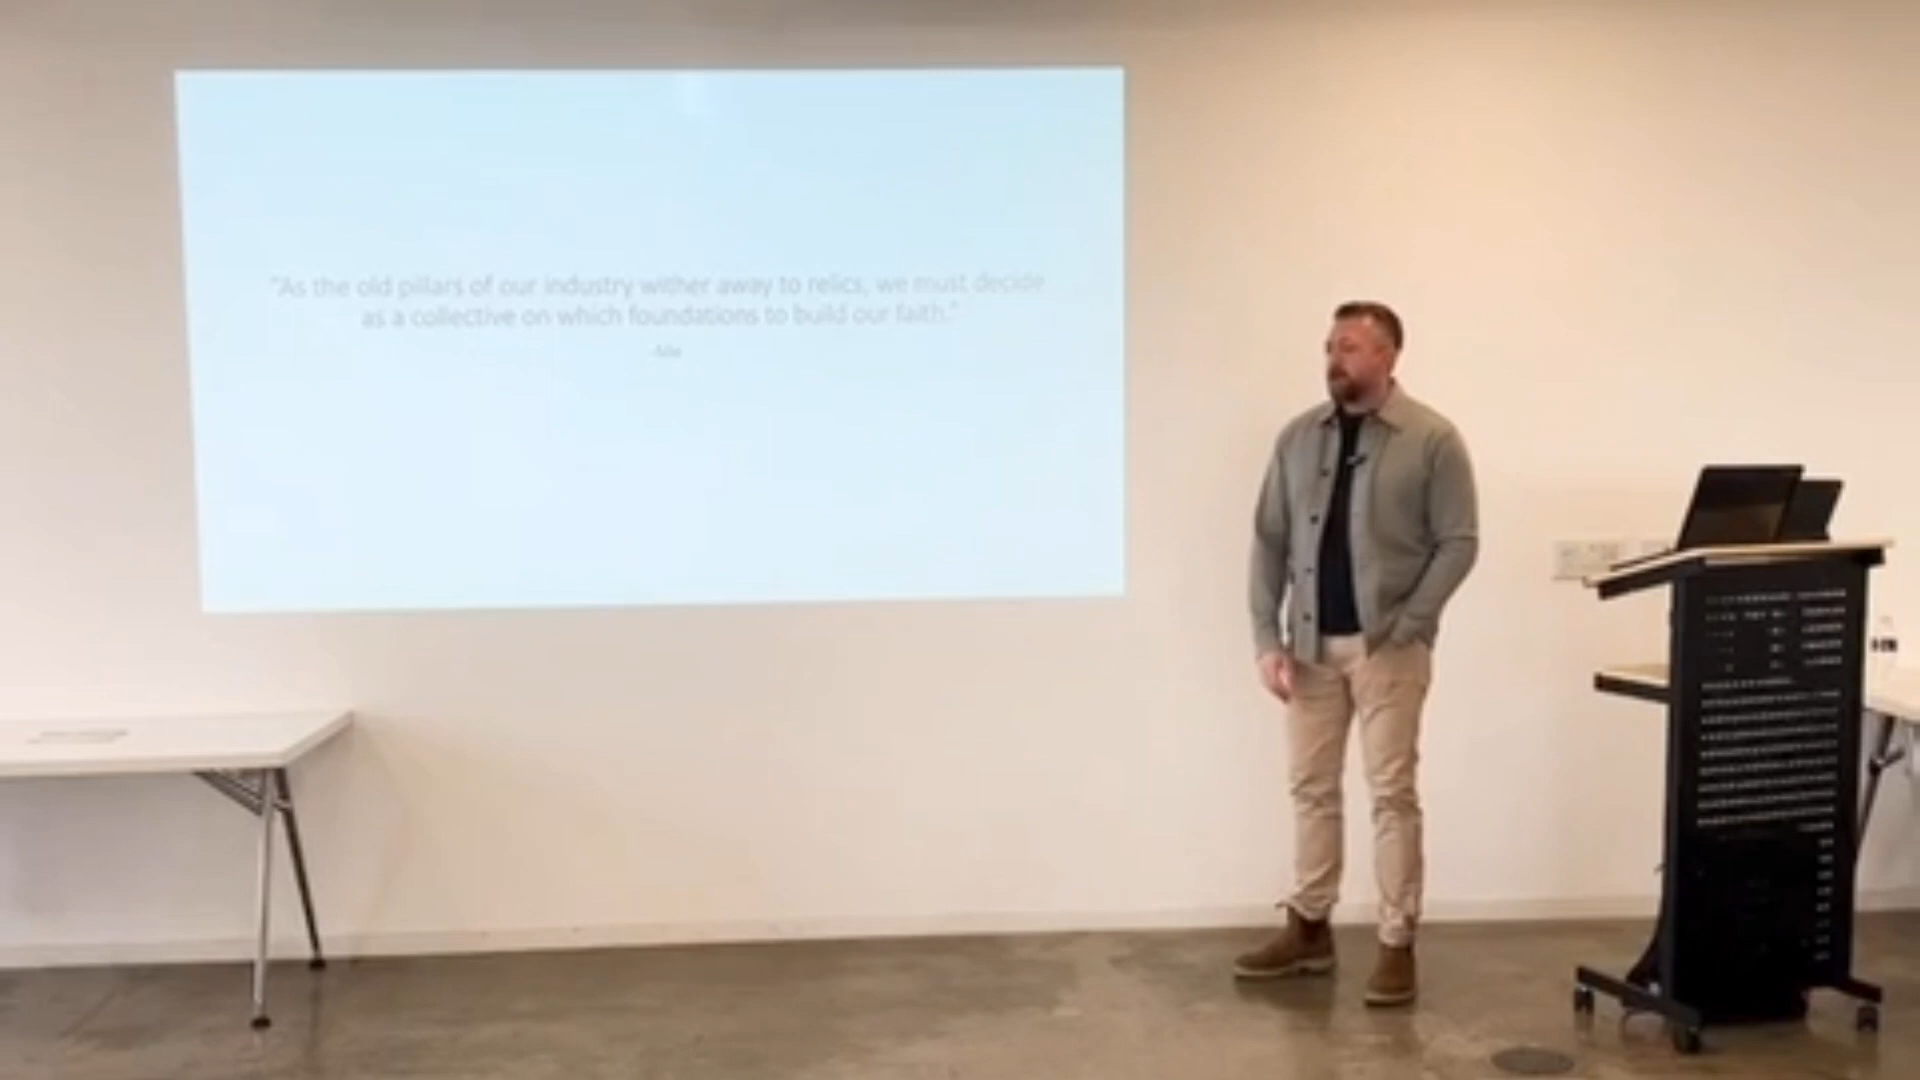 "As the old pillars of our industry wither away to relics, we must decide
as a collective on which foundations to build our faith."